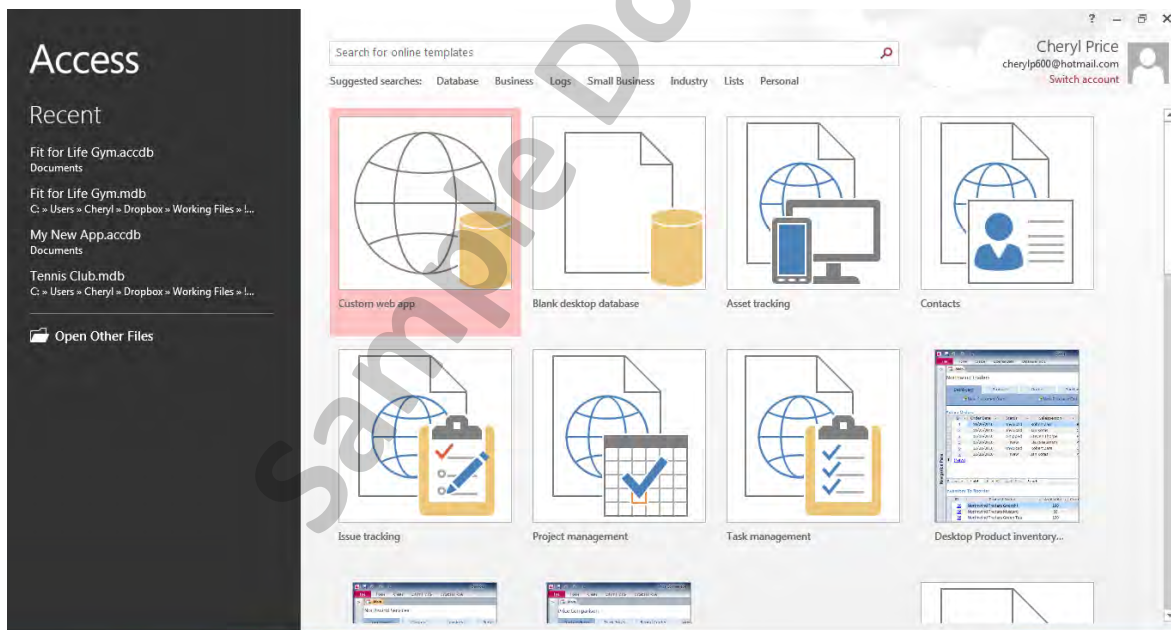 ?
Access
Search for online templates
Cheryl Price
cherylp600@hotmail.com
Switch account
Suggested searches: Database Business Logs Small Business Industry Lists Personal
Recent
Fit for Life Gym.accdb
Documents
Fit for Life Gym.mdb
C: » Users » Cheryl » Dropbox » Working Files » !...
My New App.accdb
Documents
Tennis Club.mdb
C: » Users » Cheryl » Dropbox » Working Files » !...
Open Other Files
Custom web app
Blank desktop database
Asset tracking
Contacts
Issue tracking
Project management
Task management
Desktop Product inventory...
Sample Do